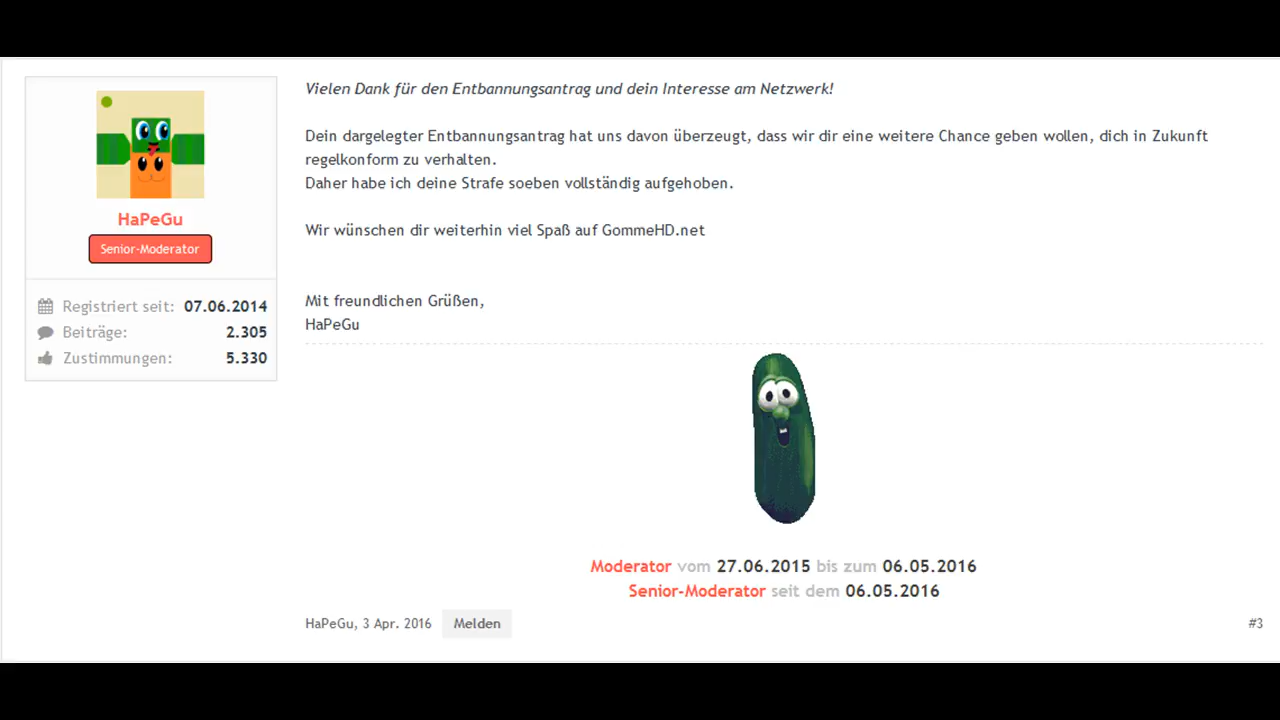 HaPeGu
Senior-Moderator
Registriert seit: 07.06.2014
Beiträge: 2.305
Zustimmungen: 5.330
Vielen Dank für den Entbannungsantrag und dein Interesse am Netzwerk!
Dein dargelegter Entbannungsantrag hat uns davon überzeugt, dass wir dir eine weitere Chance geben wollen, dich in Zukunft
regelkonform zu verhalten.
Daher habe ich deine Strafe soeben vollständig aufgehoben.
Wir wünschen dir weiterhin viel Spaß auf GommeHD.net
Mit freundlichen Grüßen,
HaPeGu
Moderator vom 27.06.2015 bis zum 06.05.2016
Senior-Moderator seit dem 06.05.2016
HaPeGu, 3 Apr. 2016 Melden #3